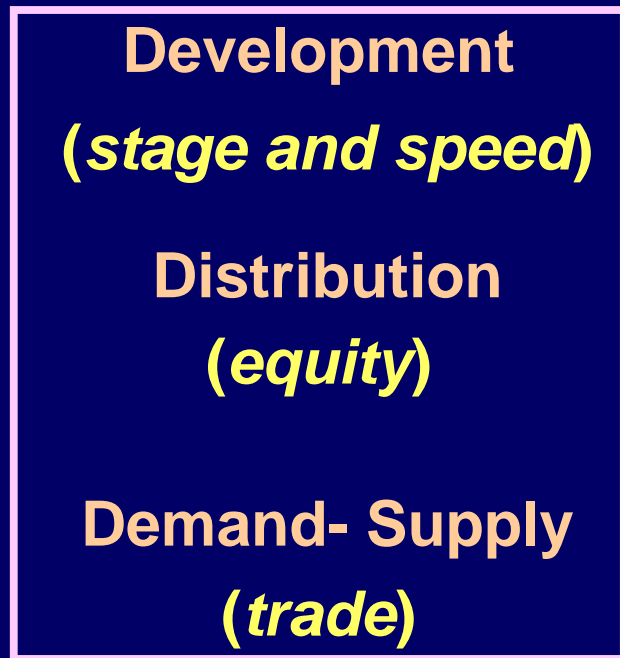 Development
(stage and speed)
Distribution
(equity)
Demand- Supply
(trade)